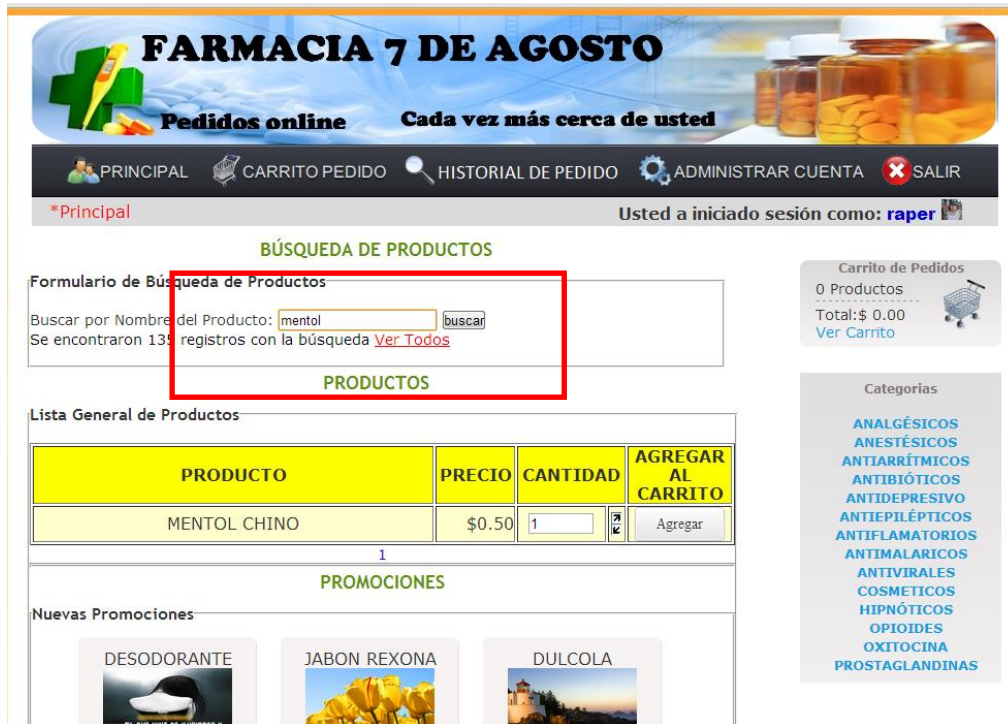 FARMACIA 7 DE AGOSTO
Pedidos online
Cada vez más cerca de usted
PRINCIPAL
CARRITO PEDIDO
HISTORIAL DE PEDIDO
ADMINISTRAR CUENTA
SALIR
*Principal
Usted a iniciado sesión como: raper
BÚSQUEDA DE PRODUCTOS
Formulario de Búsqueda de Productos
Buscar por Nombre del Producto: mentol buscar
Se encontraron 135 registros con la búsqueda Ver Todos
PRODUCTOS
Lista General de Productos
PRODUCTO PRECIO CANTIDAD AGREGAR AL CARRITO
MENTOL CHINO $0.50 1 Agregar
1
PROMOCIONES
Nuevas Promociones
DESODORANTE
JABON REXONA
DULCOLA
Carrito de Pedidos
0 Productos
Total:$ 0.00
Ver Carrito
Categorias
ANALGÉSICOS
ANESTÉSICOS
ANTIARRÍTMICOS
ANTIBIÓTICOS
ANTIDEPRESIVO
ANTIEPILÉPTICOS
ANTIFLAMATORIOS
ANTIMALARICOS
ANTIVIRALES
COSMETICOS
HIPNÓTICOS
OPIOIDES
OXITOCINA
PROSTAGLANDINAS